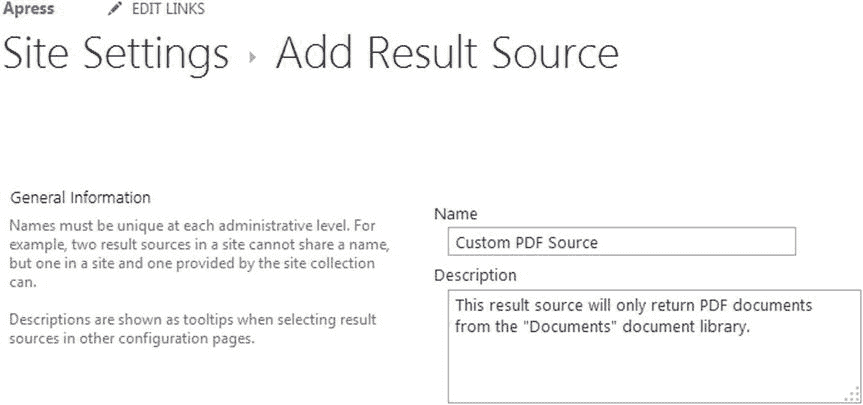 Apress EDIT LINKS
Site Settings › Add Result Source
General Information
Names must be unique at each administrative level. For
example, two result sources in a site cannot share a name,
but one in a site and one provided by the site collection
can.
Descriptions are shown as tooltips when selecting result
sources in other configuration pages.
Name
Custom PDF Source
Description
This result source will only return PDF documents
from the "Documents" document library.